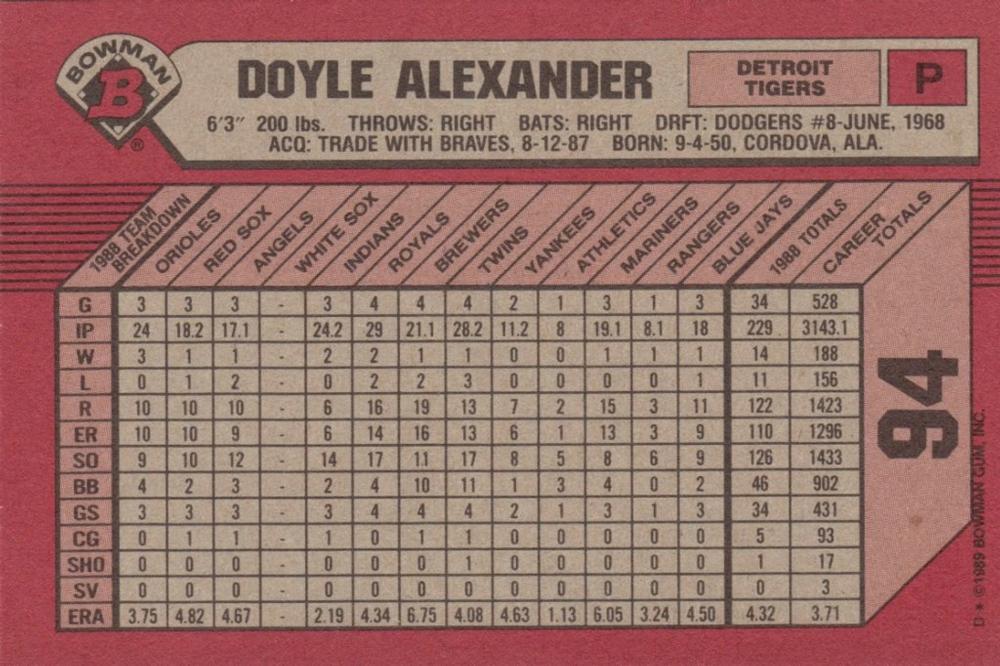 BOWMAN
B
®
DOYLE ALEXANDER
DETROIT
TIGERS
P
6'3" 200 lbs. THROWS: RIGHT BATS: RIGHT DRFT: DODGERS #8-JUNE, 1968
ACQ: TRADE WITH BRAVES, 8-12-87 BORN: 9-4-50, CORDOVA, ALA.
1988 TEAM BREAKDOWN ORIOLES RED SOX ANGELS WHITE SOX INDIANS ROYALS BREWERS TWINS YANKEES ATHLETICS MARINERS RANGERS BLUE JAYS 1988 TOTALS CAREER TOTALS
G 3 3 3 - 3 4 4 4 2 1 3 1 3 34 528
IP 24 18.2 17.1 - 24.2 29 21.1 28.2 11.2 8 19.1 8.1 18 229 3143.1
W 3 1 1 - 2 2 1 1 0 0 1 1 1 14 188
L 0 1 2 - 0 2 2 3 0 0 0 0 1 11 156
R 10 10 10 - 6 16 19 13 7 2 15 3 11 122 1423
ER 10 10 9 - 6 14 16 13 6 1 13 3 9 110 1296
SO 9 10 12 - 14 17 11 17 8 5 8 6 9 126 1433
BB 4 2 3 - 2 4 10 11 1 3 4 0 2 46 902
GS 3 3 3 - 3 4 4 4 2 1 3 1 3 34 431
CG 0 1 1 - 1 0 1 1 0 0 0 0 0 5 93
SHO 0 0 0 - 0 0 0 1 0 0 0 0 0 1 17
SV 0 0 0 - 0 0 0 0 0 0 0 0 0 0 3
ERA 3.75 4.82 4.67 - 2.19 4.34 6.75 4.08 4.63 1.13 6.05 3.24 4.50 4.32 3.71
94
D * ©1989 BOWMAN GUM, INC.